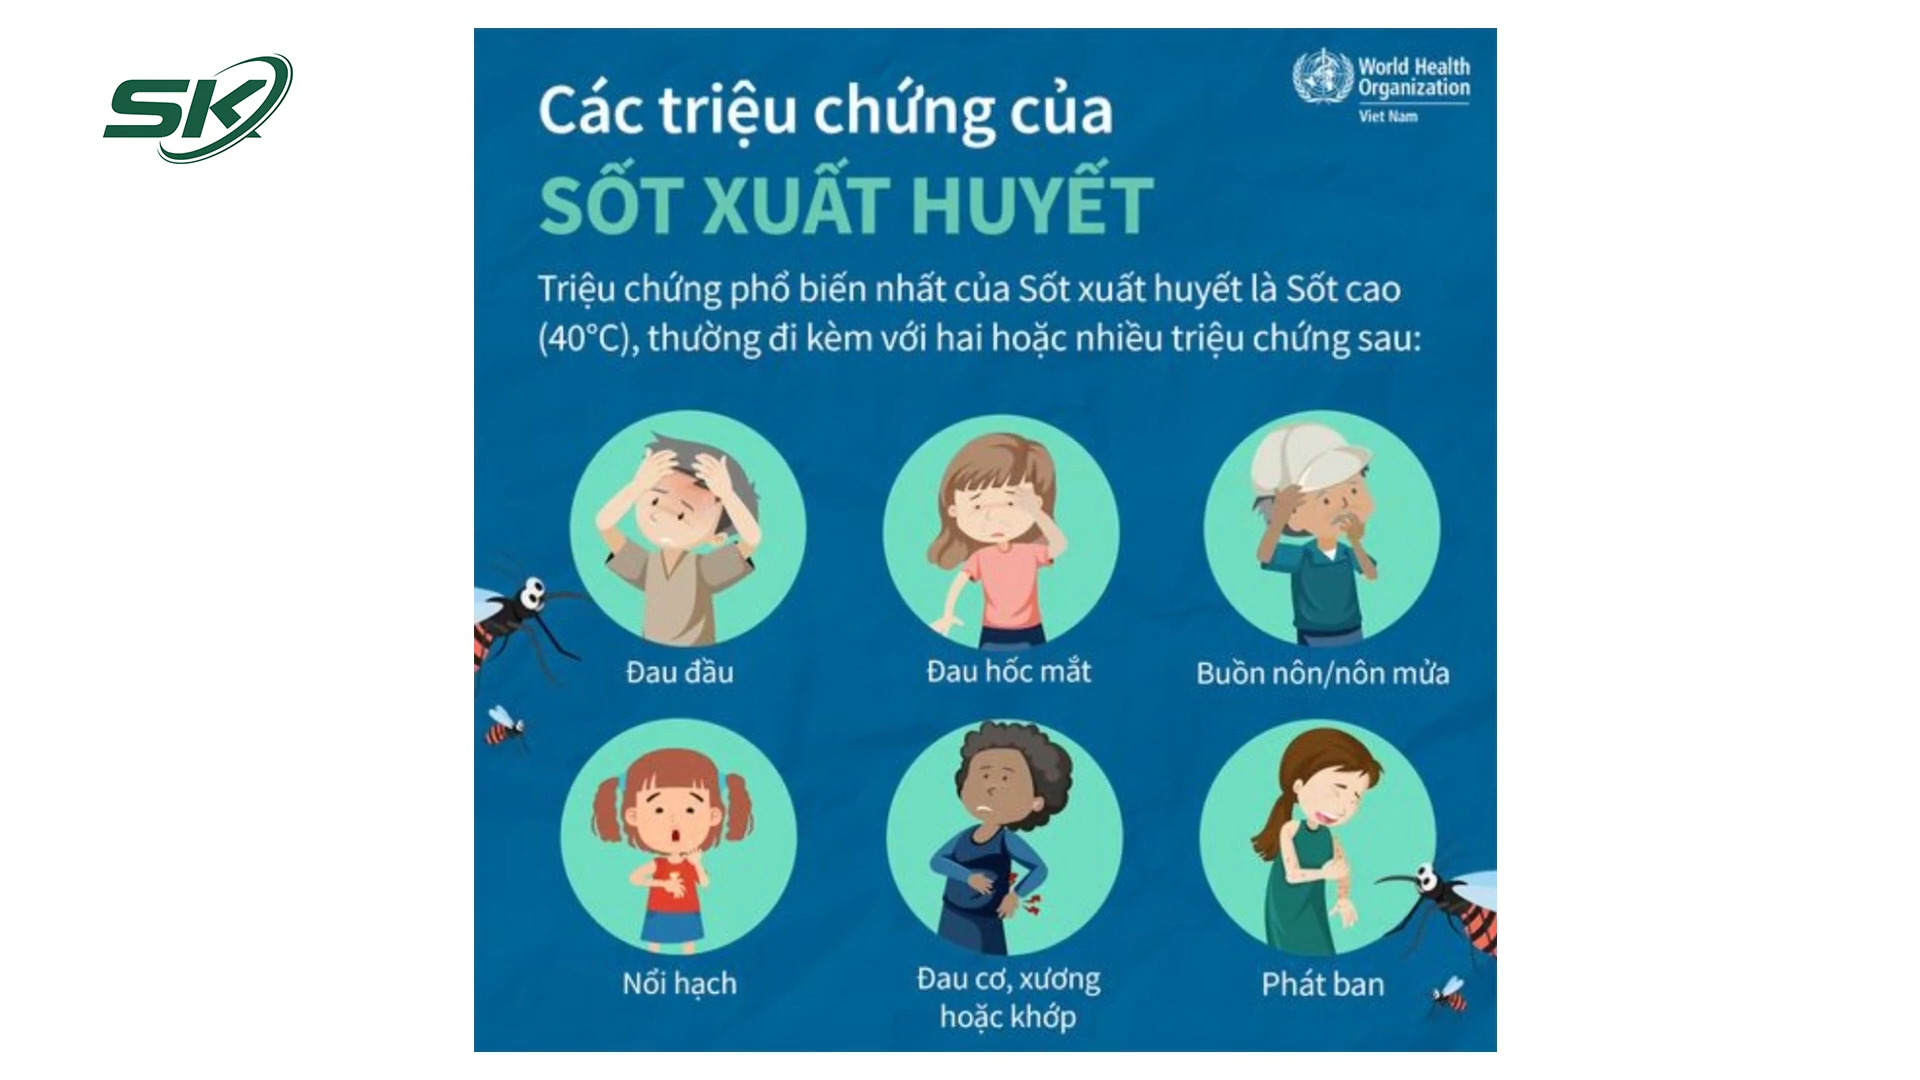 SK
World Health
Organization
Viet Nam
Các triệu chứng của
SỐT XUẤT HUYẾT
Triệu chứng phổ biến nhất của Sốt xuất huyết là Sốt cao
(40°C), thường đi kèm với hai hoặc nhiều triệu chứng sau:
Đau đầu
Đau hốc mắt
Buồn nôn/nôn mửa
Nổi hạch
Đau cơ, xương
hoặc khớp
Phát ban